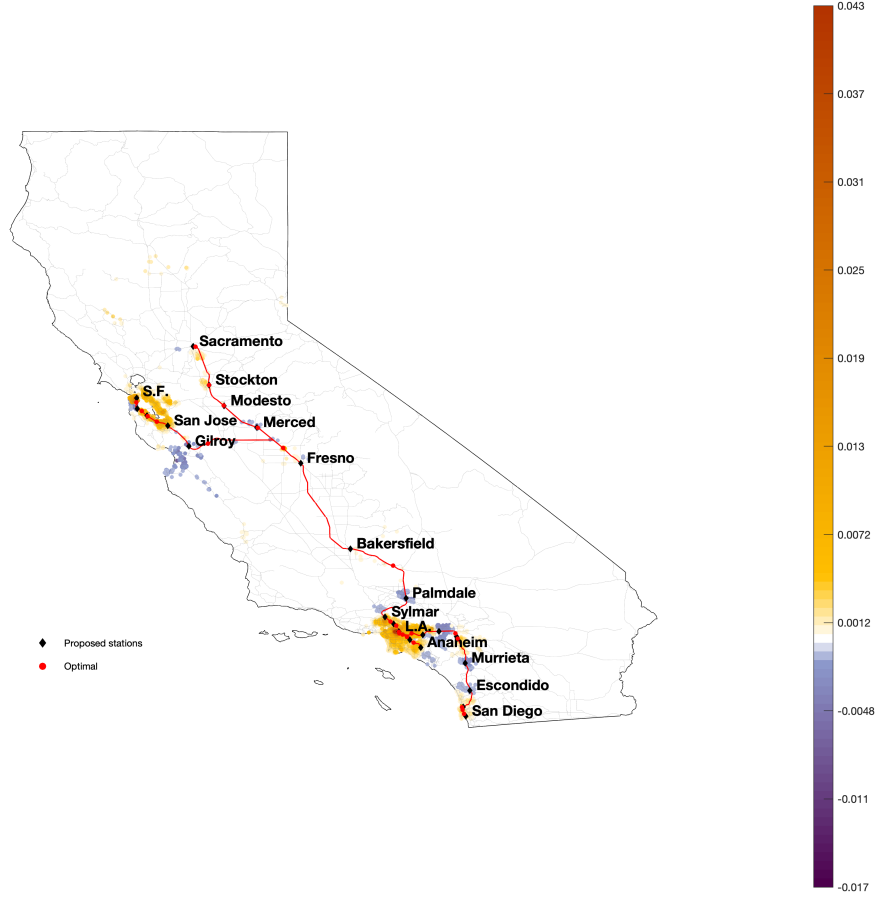 0.043
0.037
0.031
0.025
0.019
0.013
0.0072
0.0012
-0.0048
-0.011
-0.017
Sacramento
Stockton
S.F.
Modesto
San Jose
Merced
Gilroy
Fresno
Bakersfield
Palmdale
Sylmar
L.A.
Anaheim
Murrieta
Escondido
San Diego
Proposed stations
Optimal